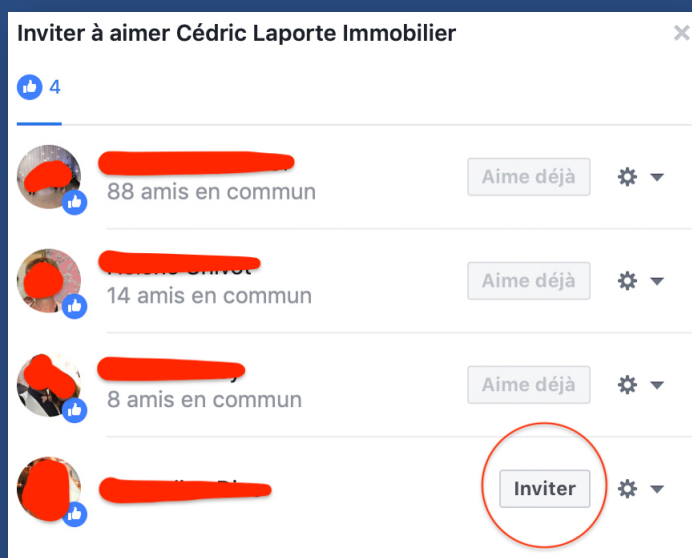 Inviter à aimer Cédric Laporte Immobilier
4
Aime déjà
88 amis en commun
Aime déjà
14 amis en commun
Aime déjà
8 amis en commun
Inviter